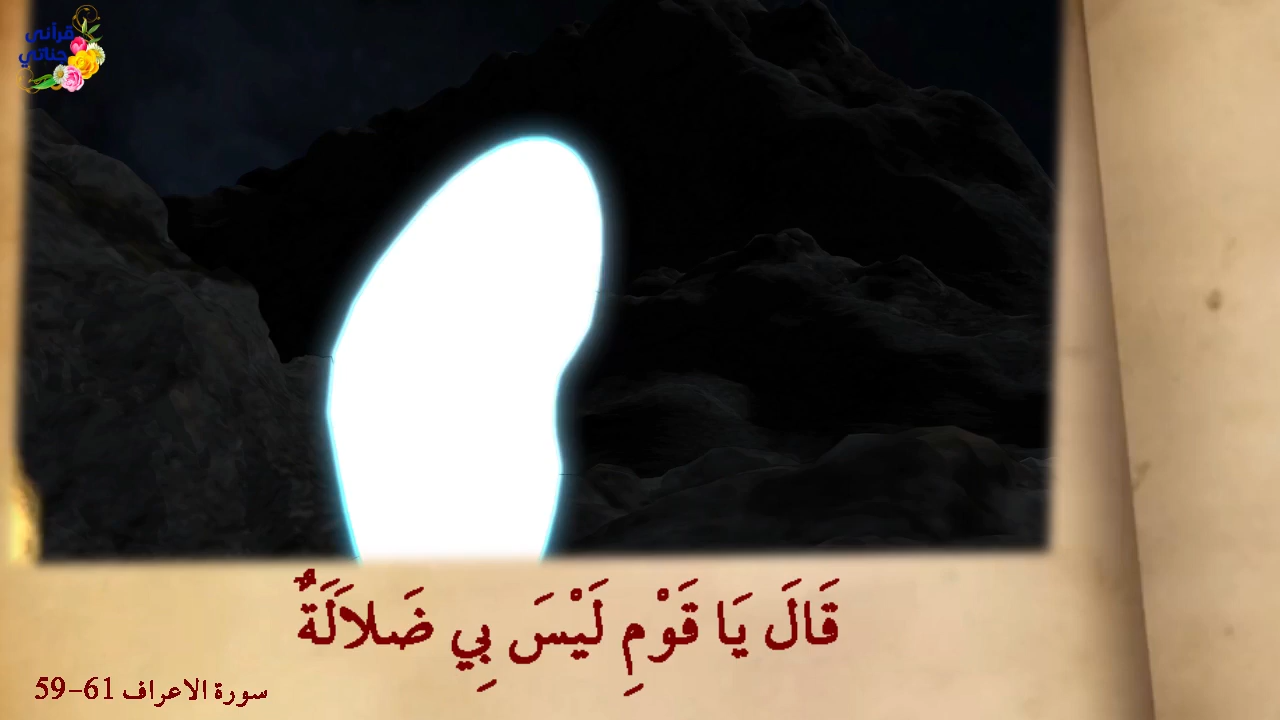 قرآني
جناتي
قَالَ يَا قَوْمِ لَيْسَ بِي ضَلاَلَةٌ
سورة الاعراف 61-59